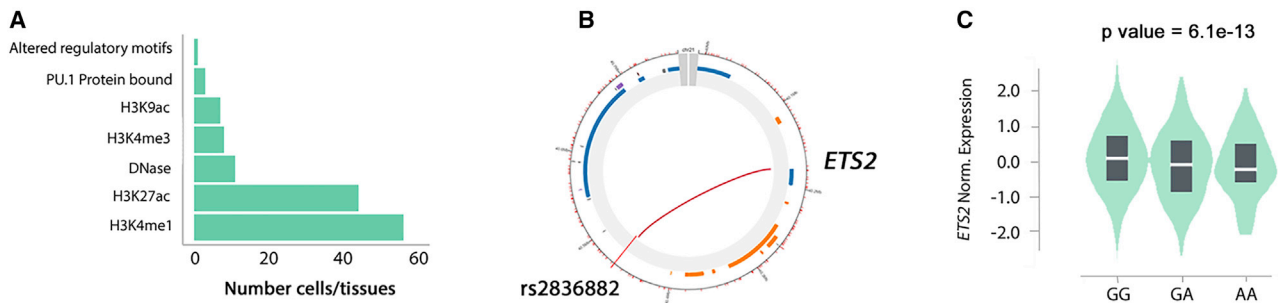 A
Altered regulatory motifs
PU.1 Protein bound
H3K9ac
H3K4me3
DNase
H3K27ac
H3K4me1
0 20 40 60
Number cells/tissues
B
chr21
ETS2
rs2836882
C
p value = 6.1e-13
ETS2 Norm. Expression
2.0
1.0
0.0
-1.0
-2.0
GG GA AA